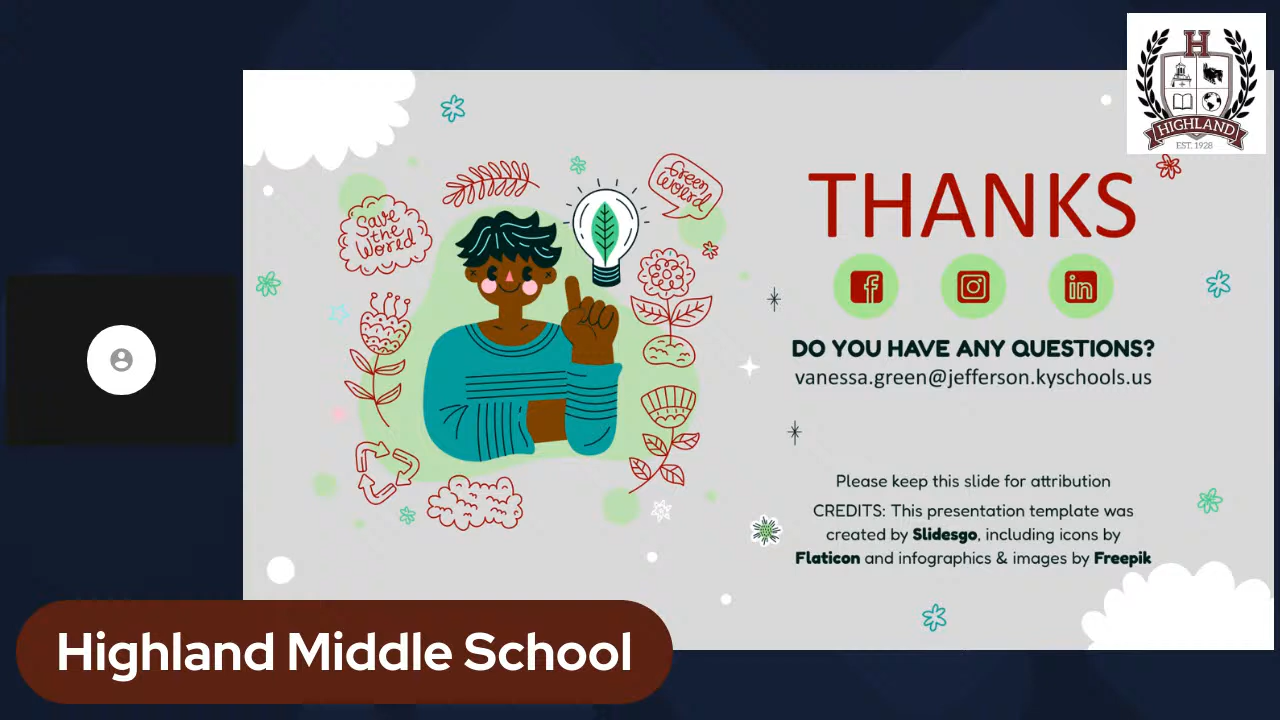 H
HIGHLAND
EST. 1928
Save
the
World
Green
World
THANKS
DO YOU HAVE ANY QUESTIONS?
vanessa.green@jefferson.kyschools.us
Please keep this slide for attribution
CREDITS: This presentation template was
created by Slidesgo, including icons by
Flaticon and infographics & images by Freepik
Highland Middle School